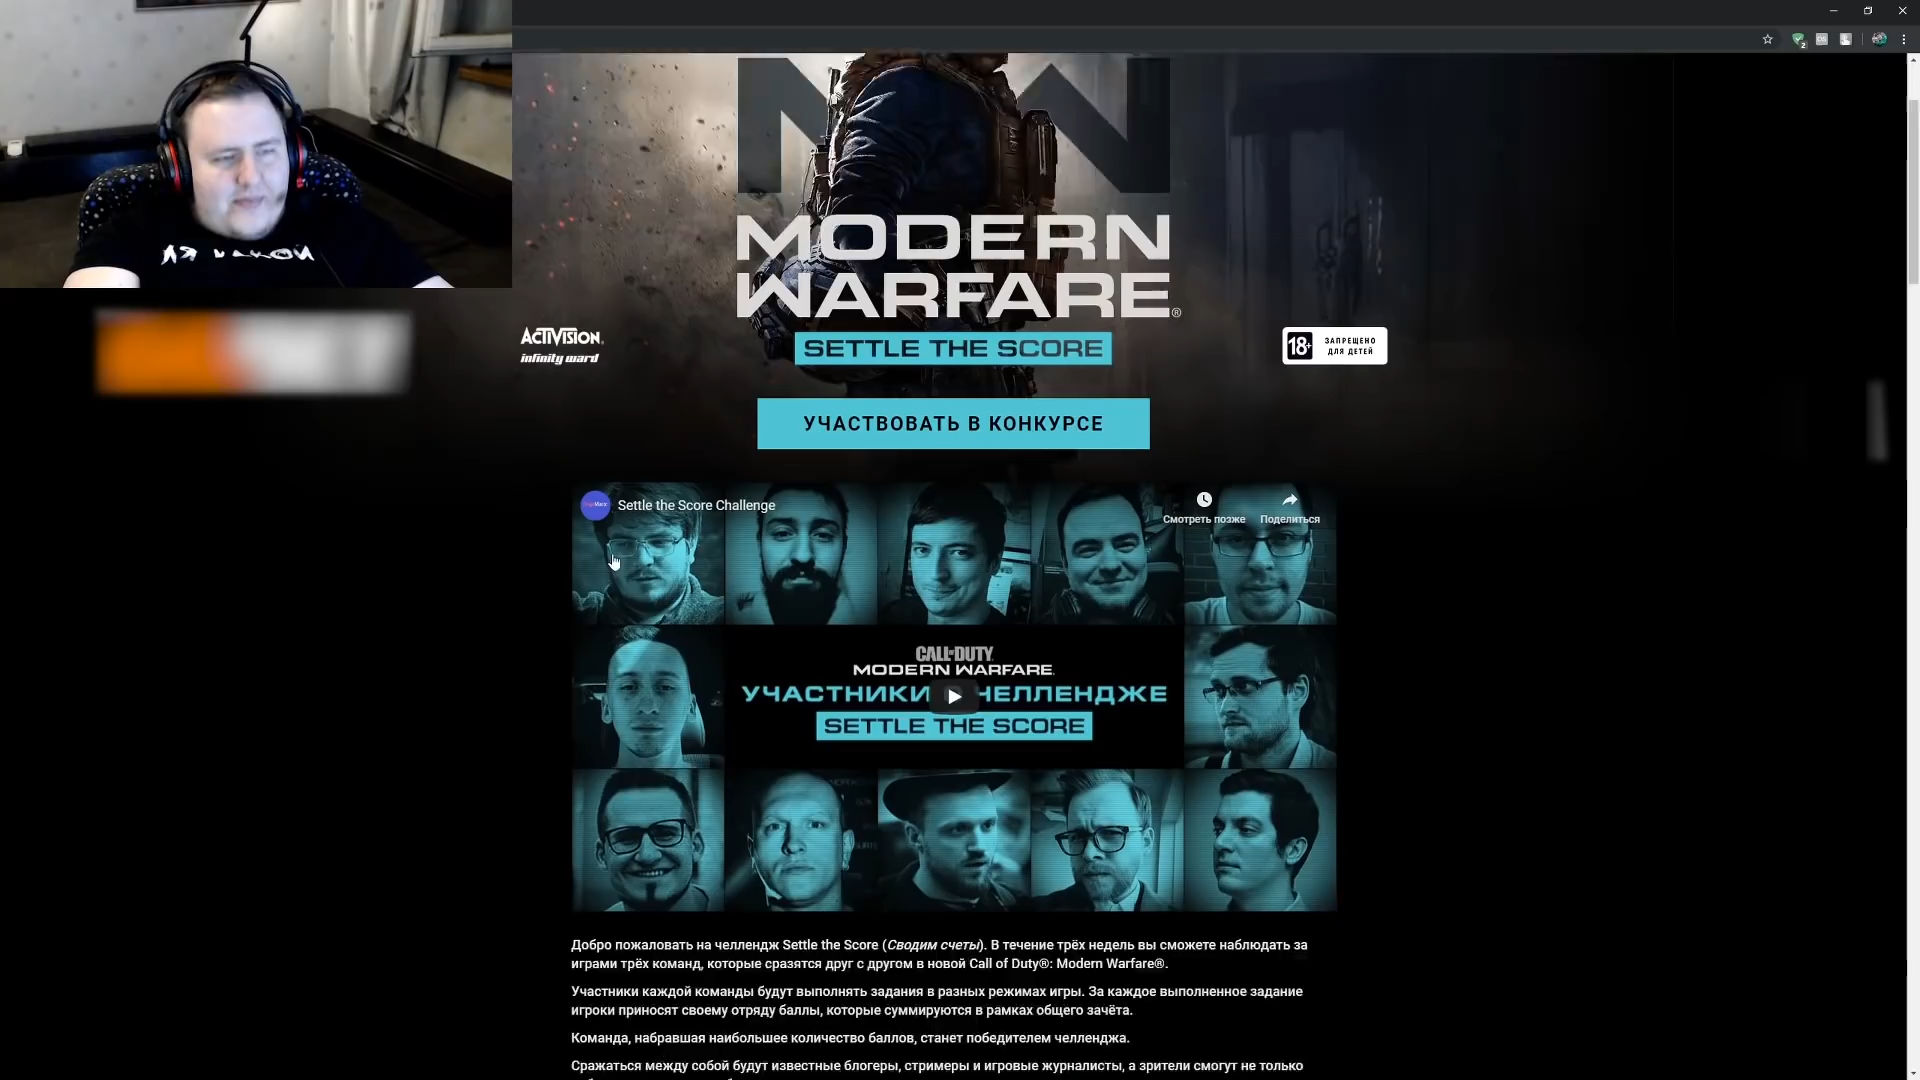 MODERN
WARFARE®
ACTIVISION
infinity ward
SETTLE THE SCORE
18+
ЗАПРЕЩЕНО
ДЛЯ ДЕТЕЙ
УЧАСТВОВАТЬ В КОНКУРСЕ
Settle the Score Challenge
Смотреть позже
Поделиться
CALL OF DUTY
MODERN WARFARE
УЧАСТНИКИ ЧЕЛЛЕНДЖЕ
SETTLE THE SCORE
Добро пожаловать на челлендж Settle the Score (Сводим счеты). В течение трёх недель вы сможете наблюдать за
играми трёх команд, которые сразятся друг с другом в новой Call of Duty®: Modern Warfare®.
Участники каждой команды будут выполнять задания в разных режимах игры. За каждое выполненное задание
игроки приносят своему отряду баллы, которые суммируются в рамках общего зачёта.
Команда, набравшая наибольшее количество баллов, станет победителем челленджа.
Сражаться между собой будут известные блогеры, стримеры и игровые журналисты, а зрители смогут не только